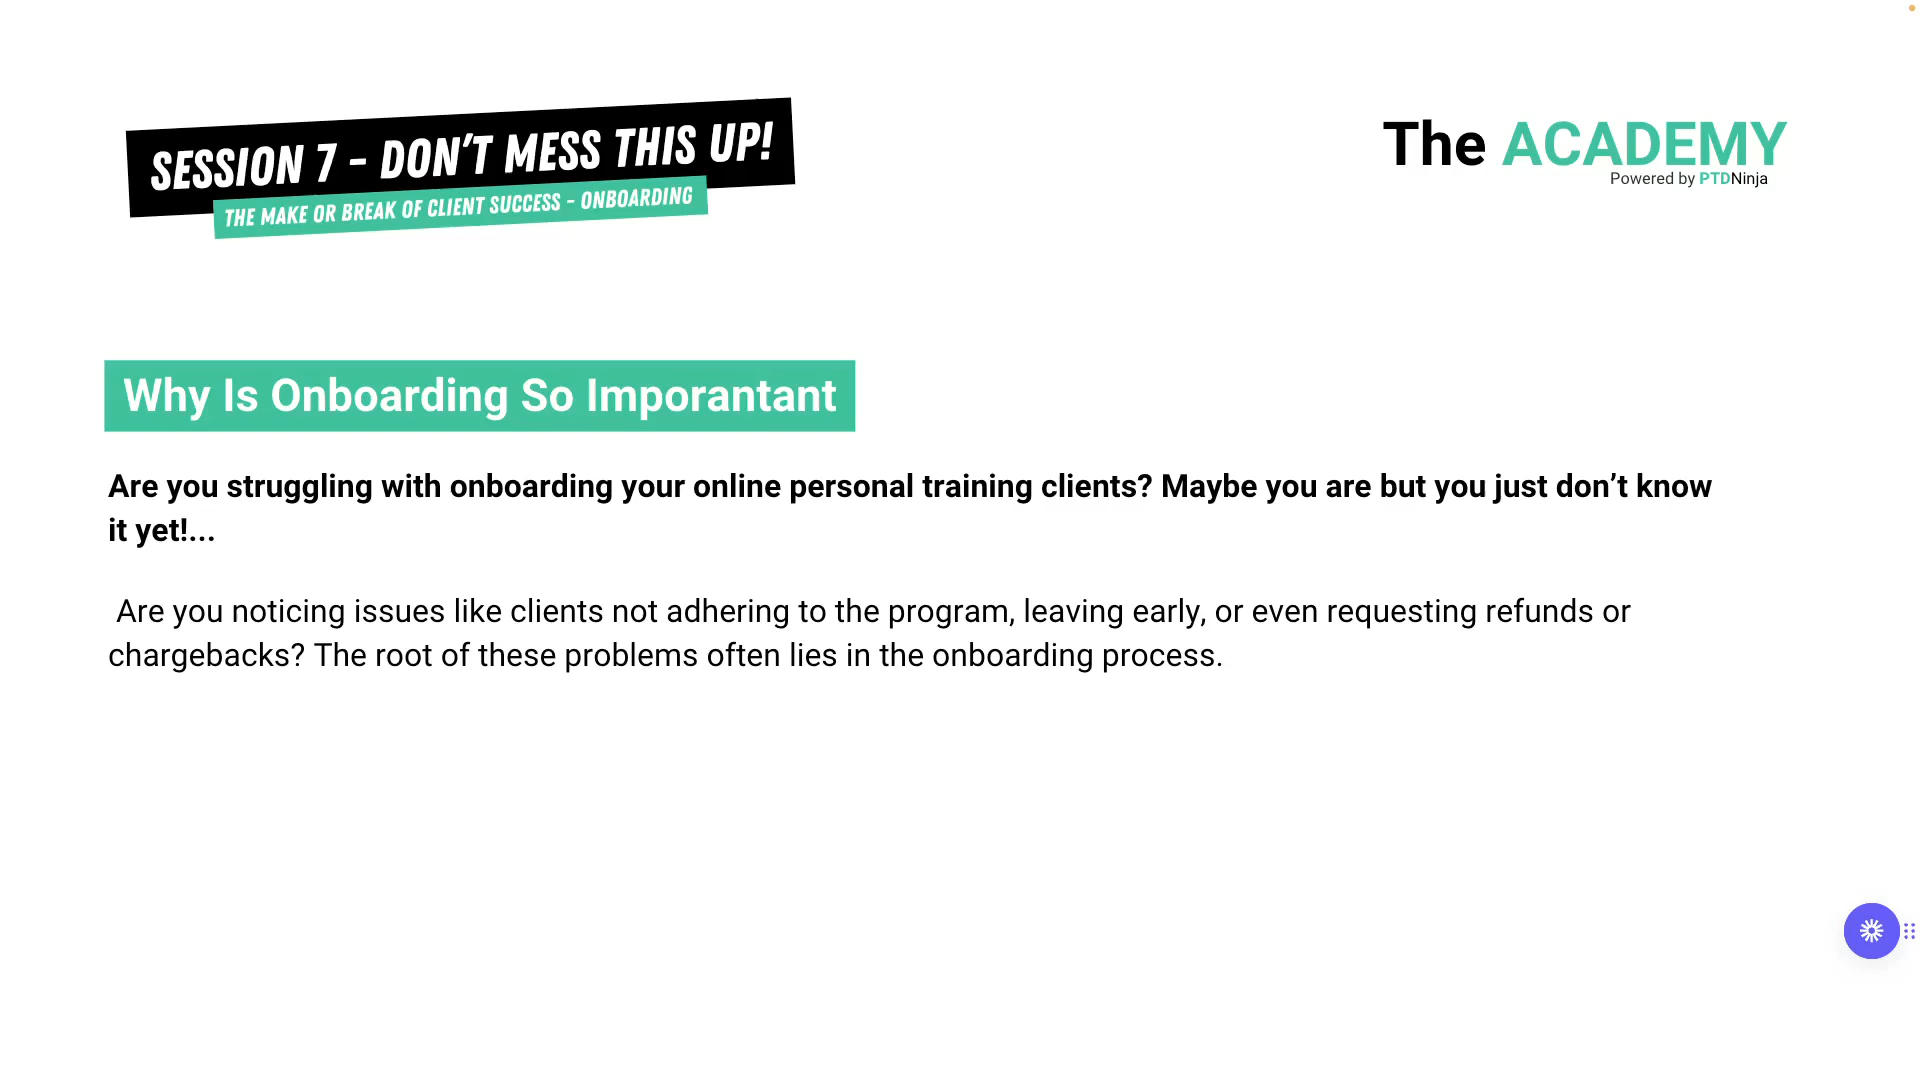 SESSION 7 - DON'T MESS THIS UP!
THE MAKE OR BREAK OF CLIENT SUCCESS - ONBOARDING
The ACADEMY
Powered by PTDNinja
Why Is Onboarding So Imporantant
Are you struggling with onboarding your online personal training clients? Maybe you are but you just don’t know
it yet!...
Are you noticing issues like clients not adhering to the program, leaving early, or even requesting refunds or
chargebacks? The root of these problems often lies in the onboarding process.